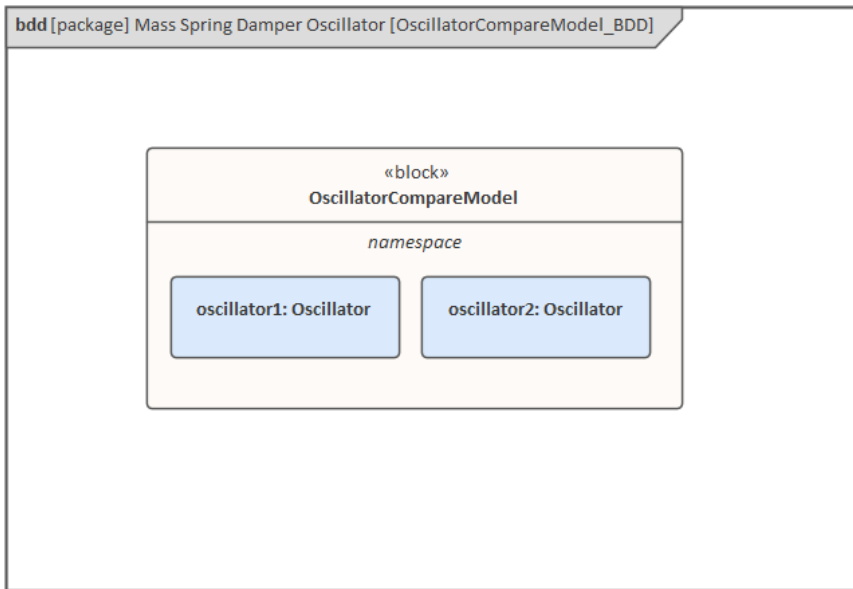 bdd [package] Mass Spring Damper Oscillator [OscillatorCompareModel_BDD]
«block»
OscillatorCompareModel
namespace
oscillator1: Oscillator
oscillator2: Oscillator